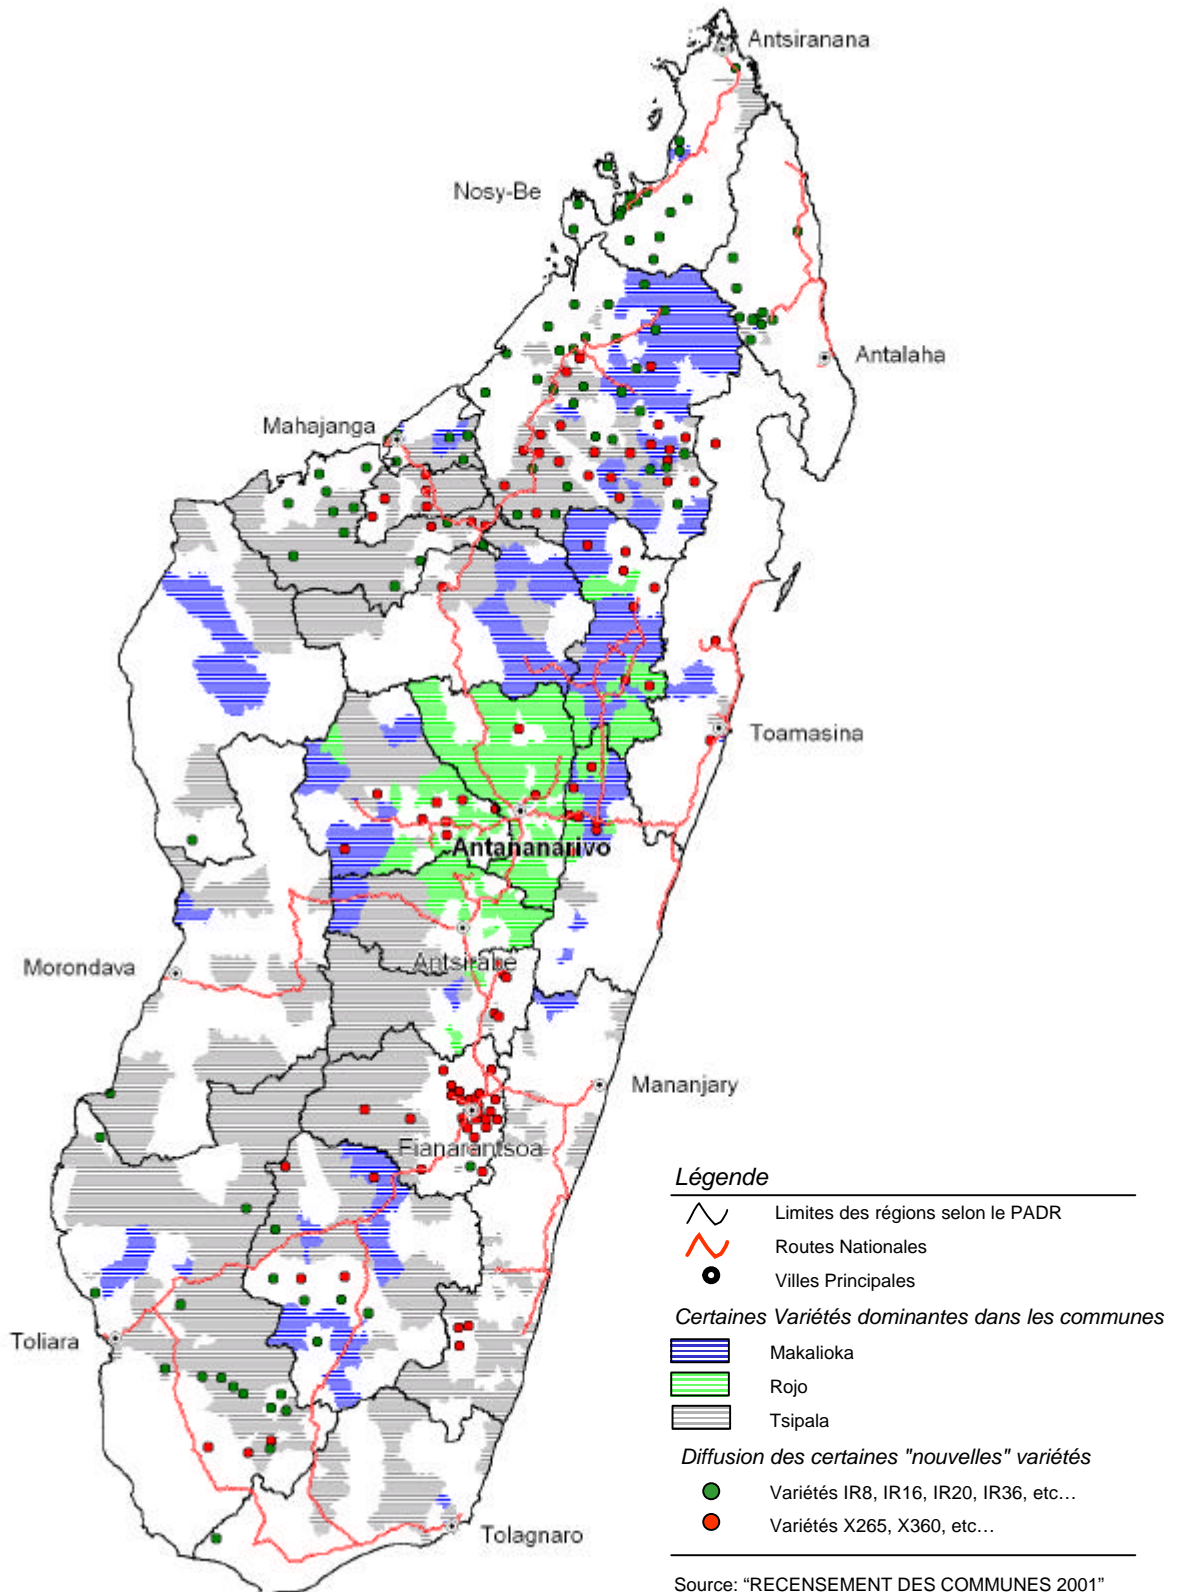 Antsiranana
Nosy-Be
Antalaha
Mahajanga
Toamasina
Antananarivo
Morondava
Antsirabe
Mananjary
Fianarantsoa
Toliara
Tolagnaro
Légende
Limites des régions selon le PADR
Routes Nationales
Villes Principales
Certaines Variétés dominantes dans les communes
Makalioka
Rojo
Tsipala
Diffusion des certaines "nouvelles" variétés
Variétés IR8, IR16, IR20, IR36, etc…
Variétés X265, X360, etc…
Source: “RECENSEMENT DES COMMUNES 2001”